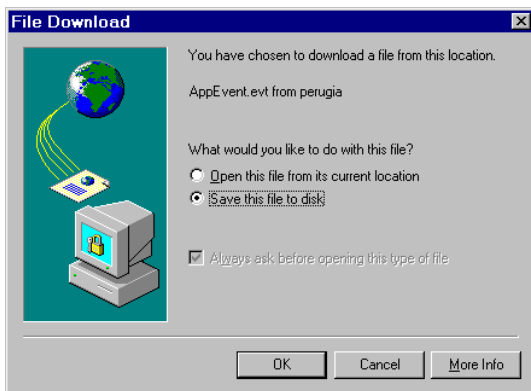 File Download
You have chosen to download a file from this location.
AppEvent.evt from perugia
What would you like to do with this file?
Open this file from its current location
Save this file to disk
Always ask before opening this type of file
OK
Cancel
More Info